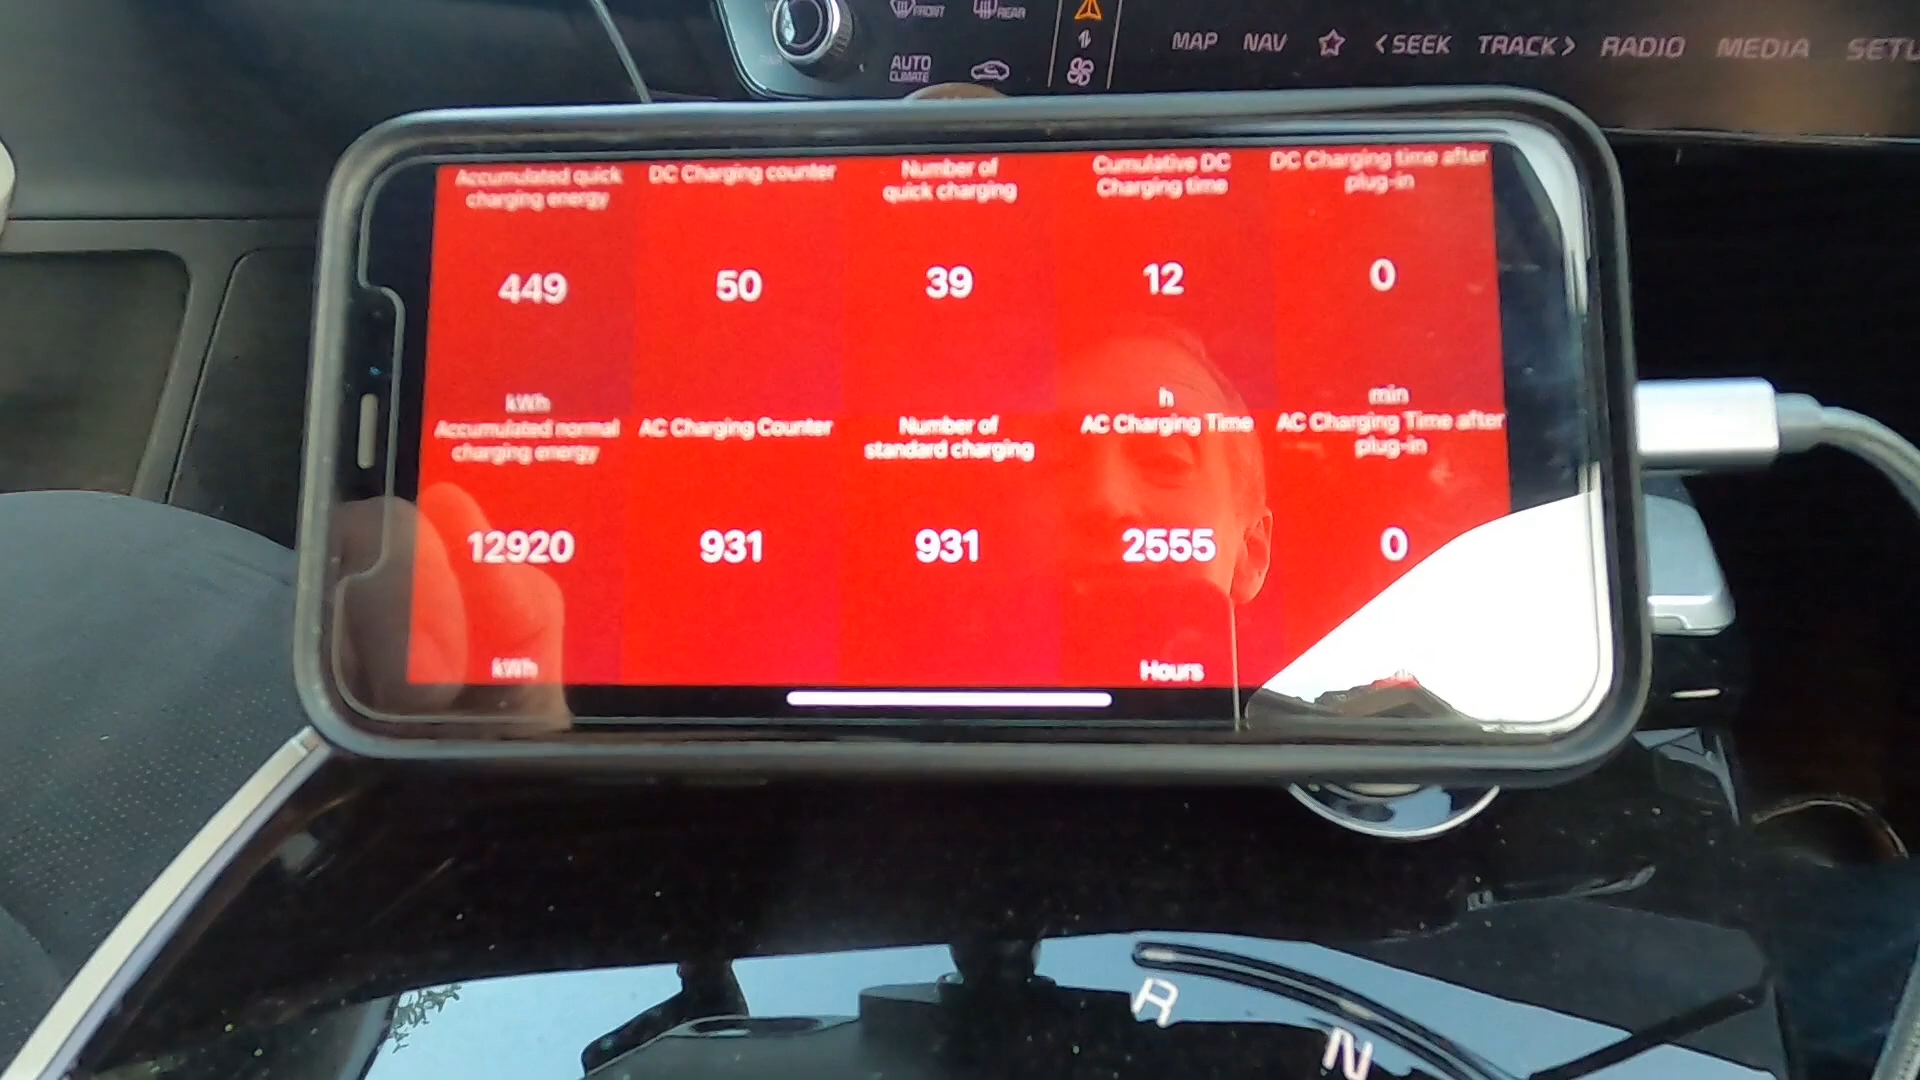 FRONT
REAR
AUTO
CLIMATE
MAP NAV ☆ <SEEK TRACK> RADIO MEDIA SETU
Accumulated quick
charging energy
449
kWh
DC Charging counter
50
Number of
quick charging
39
Cumulative DC
Charging time
12
h
DC Charging time after
plug-in
0
min
Accumulated normal
charging energy
12920
kWh
AC Charging Counter
931
Number of
standard charging
931
AC Charging Time
2555
Hours
AC Charging Time after
plug-in
0
R
N